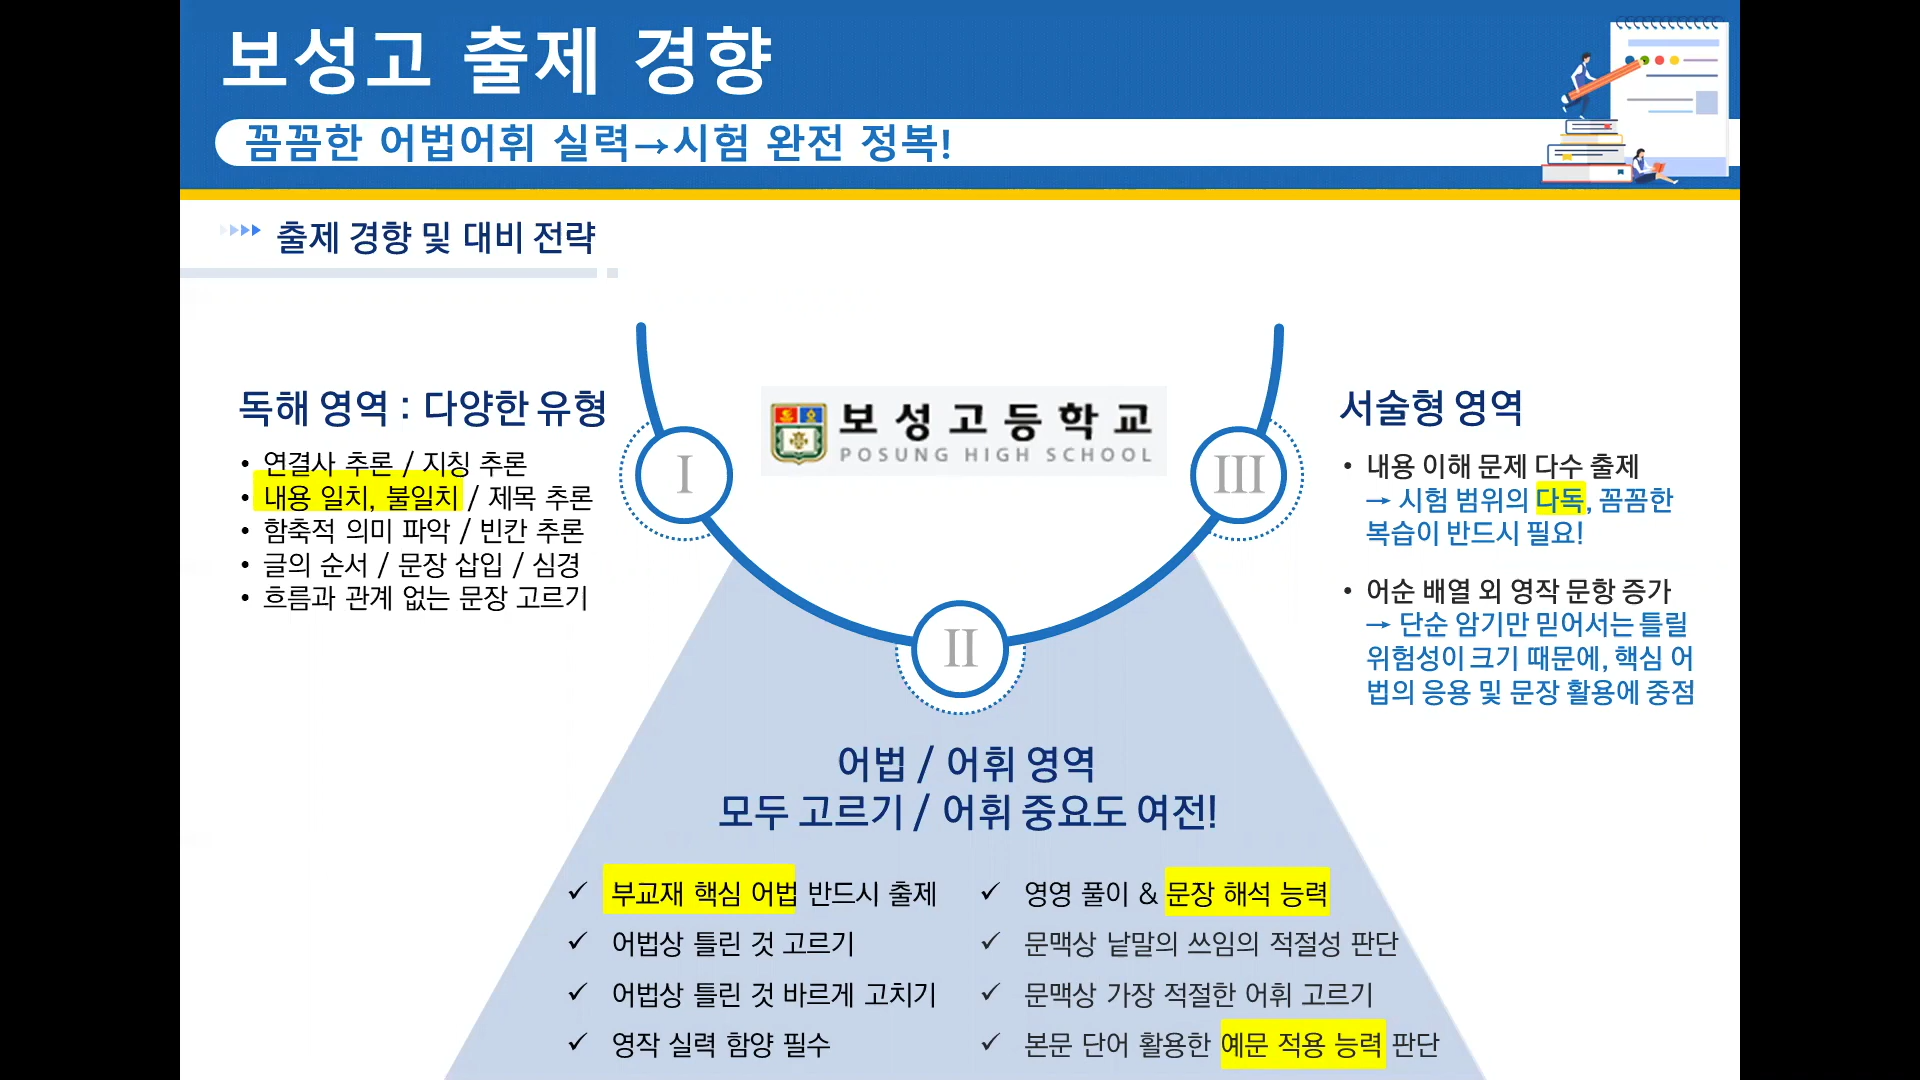 보성고 출제 경향
꼼꼼한 어법어휘 실력→시험 완전 정복!
출제 경향 및 대비 전략
독해 영역 : 다양한 유형
• 연결사 추론 / 지칭 추론
• 내용 일치, 불일치 / 제목 추론
• 함축적 의미 파악 / 빈칸 추론
• 글의 순서 / 문장 삽입 / 심경
• 흐름과 관계 없는 문장 고르기
I
보성고등학교
POSUNG HIGH SCHOOL
III
서술형 영역
• 내용 이해 문제 다수 출제
→ 시험 범위의 다독, 꼼꼼한
복습이 반드시 필요!
• 어순 배열 외 영작 문항 증가
→ 단순 암기만 믿어서는 틀릴
위험성이 크기 때문에, 핵심 어
법의 응용 및 문장 활용에 중점
II
어법 / 어휘 영역
모두 고르기 / 어휘 중요도 여전!
✓ 부교재 핵심 어법 반드시 출제
✓ 어법상 틀린 것 고르기
✓ 어법상 틀린 것 바르게 고치기
✓ 영작 실력 함양 필수
✓ 영영 풀이 & 문장 해석 능력
✓ 문맥상 낱말의 쓰임의 적절성 판단
✓ 문맥상 가장 적절한 어휘 고르기
✓ 본문 단어 활용한 예문 적용 능력 판단